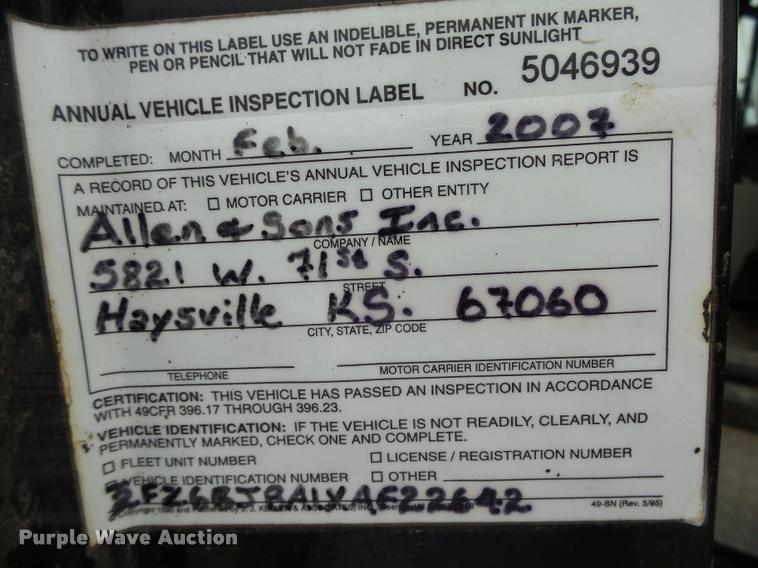 TO WRITE ON THIS LABEL USE AN INDELIBLE, PERMANENT INK MARKER,
PEN OR PENCIL THAT WILL NOT FADE IN DIRECT SUNLIGHT
ANNUAL VEHICLE INSPECTION LABEL NO. 5046939
COMPLETED: MONTH Feb. YEAR 2007
A RECORD OF THIS VEHICLE'S ANNUAL VEHICLE INSPECTION REPORT IS
MAINTAINED AT: ☐ MOTOR CARRIER ☐ OTHER ENTITY
Allen & Sons Inc.
COMPANY / NAME
5821 W. 71st S.
STREET
Haysville KS. 67060
CITY, STATE, ZIP CODE
TELEPHONE MOTOR CARRIER IDENTIFICATION NUMBER
CERTIFICATION: THIS VEHICLE HAS PASSED AN INSPECTION IN ACCORDANCE
WITH 49CFR 396.17 THROUGH 396.23.
VEHICLE IDENTIFICATION: IF THE VEHICLE IS NOT READILY, CLEARLY, AND
PERMANENTLY MARKED, CHECK ONE AND COMPLETE.
☐ FLEET UNIT NUMBER ☐ LICENSE / REGISTRATION NUMBER
☐ VEHICLE IDENTIFICATION NUMBER ☐ OTHER
49-SN (Rev. 5/95)
Purple Wave Auction